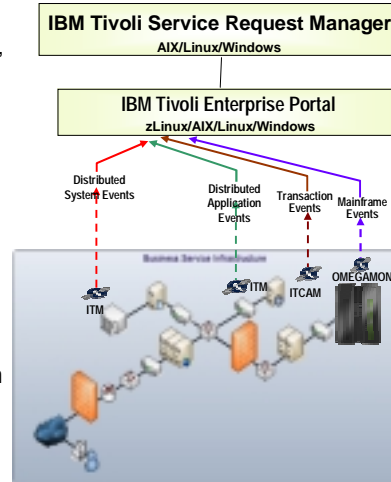 IBM Tivoli Service Request Manager
AIX/Linux/Windows
,
IBM Tivoli Enterprise Portal
zLinux/AIX/Linux/Windows
Distributed
System Events
Distributed
Application
Events
Transaction
Events
Mainframe
Events
Business Service Infrastructure
ITM
ITM
ITCAM
OMEGAMON
n